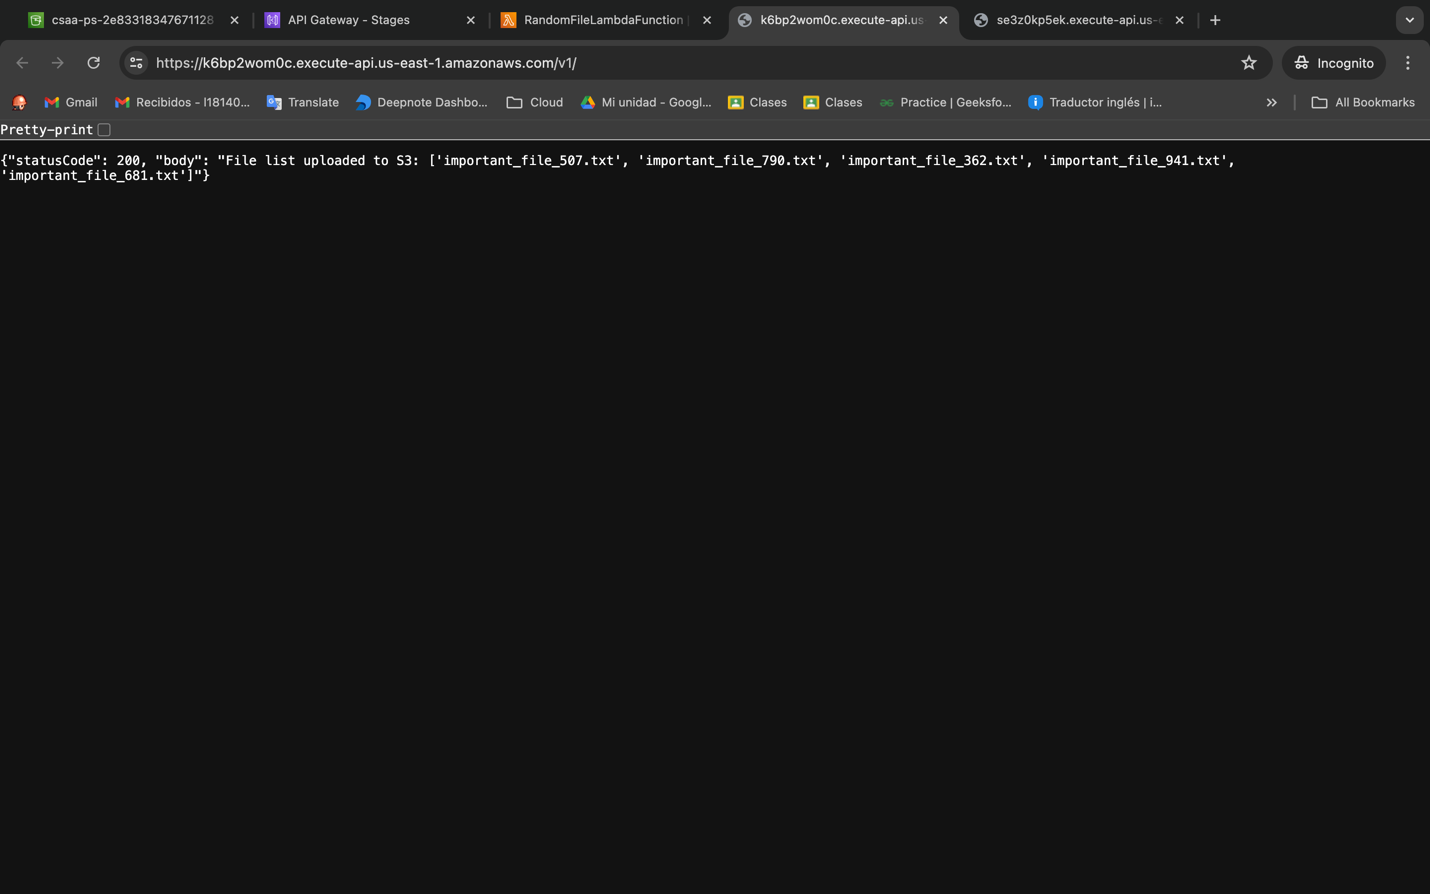 csaa-ps-2e83318347671128
API Gateway - Stages
RandomFileLambdaFunction
k6bp2wom0c.execute-api.us-
se3z0kp5ek.execute-api.us-e
https://k6bp2wom0c.execute-api.us-east-1.amazonaws.com/v1/
Incognito
Gmail
Recibidos - l18140...
Translate
Deepnote Dashbo...
Cloud
Mi unidad - Googl...
Clases
Clases
Practice | Geeksfo...
Traductor inglés | i...
All Bookmarks
Pretty-print
{"statusCode": 200, "body": "File list uploaded to S3: ['important_file_507.txt', 'important_file_790.txt', 'important_file_362.txt', 'important_file_941.txt',
'important_file_681.txt']"}